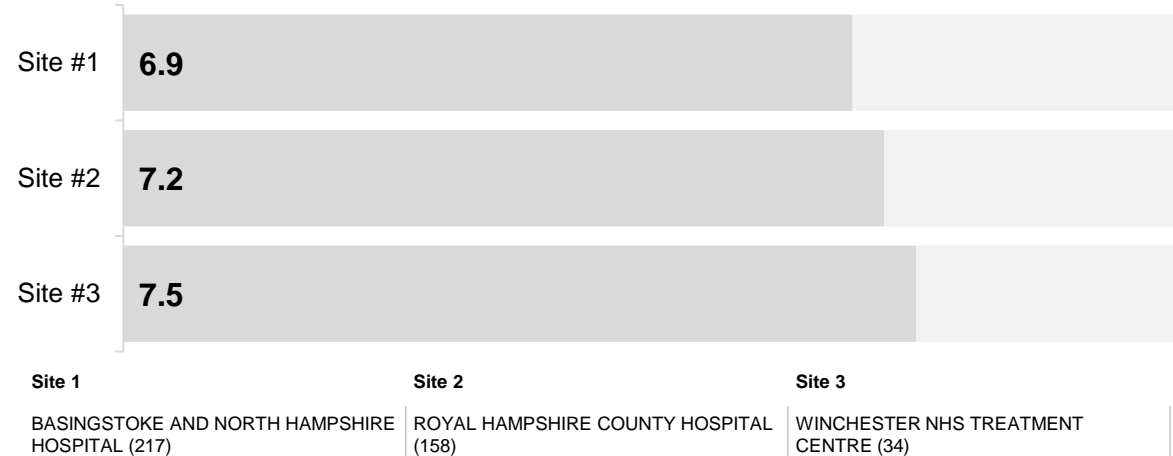 Site #1
6.9
Site #2
7.2
Site #3
7.5
Site 1
Site 2
Site 3
BASINGSTOKE AND NORTH HAMPSHIRE
HOSPITAL (217)
ROYAL HAMPSHIRE COUNTY HOSPITAL
(158)
WINCHESTER NHS TREATMENT
CENTRE (34)